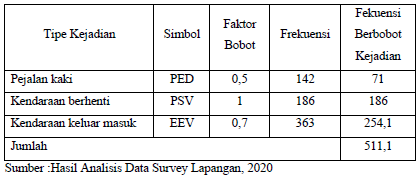 Tipe Kejadian Simbol Faktor Bobot Frekuensi Fekuensi Berbobot Kejadian
Pejalan kaki PED 0,5 142 71
Kendaraan berhenti PSV 1 186 186
Kendaraan keluar masuk EEV 0,7 363 254,1
Jumlah 511,1
Sumber :Hasil Analisis Data Survey Lapangan, 2020